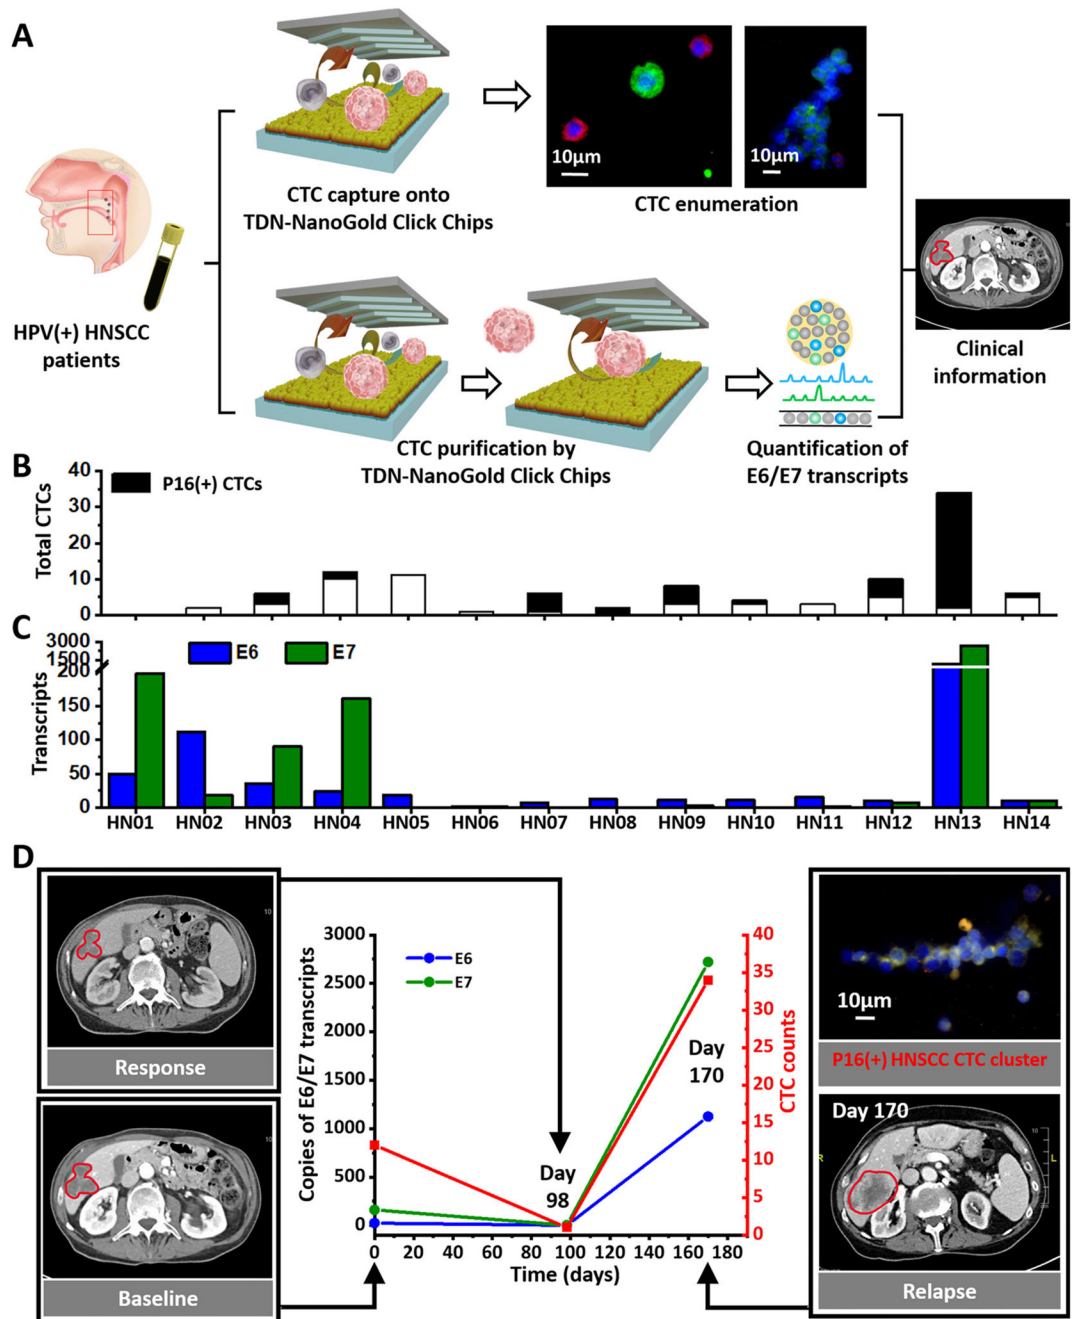 A
10μm
10μm
CTC capture onto
TDN-NanoGold Click Chips
CTC enumeration
HPV(+) HNSCC
patients
Clinical
information
CTC purification by
TDN-NanoGold Click Chips
Quantification of
E6/E7 transcripts
B
Total CTCs
40
30
20
10
0
P16(+) CTCs
C
Transcripts
3000
1500
200
150
100
50
0
E6
E7
HN01 HN02 HN03 HN04 HN05 HN06 HN07 HN08 HN09 HN10 HN11 HN12 HN13 HN14
D
10
Response
10
Baseline
Copies of E6/E7 transcripts
3000
2500
2000
1500
1000
500
0
E6
E7
Day
98
Day
170
0 20 40 60 80 100 120 140 160 180
Time (days)
40
35
30
25
20
15
10
5
0
CTC counts
10μm
P16(+) HNSCC CTC cluster
Day 170
R
L
Relapse